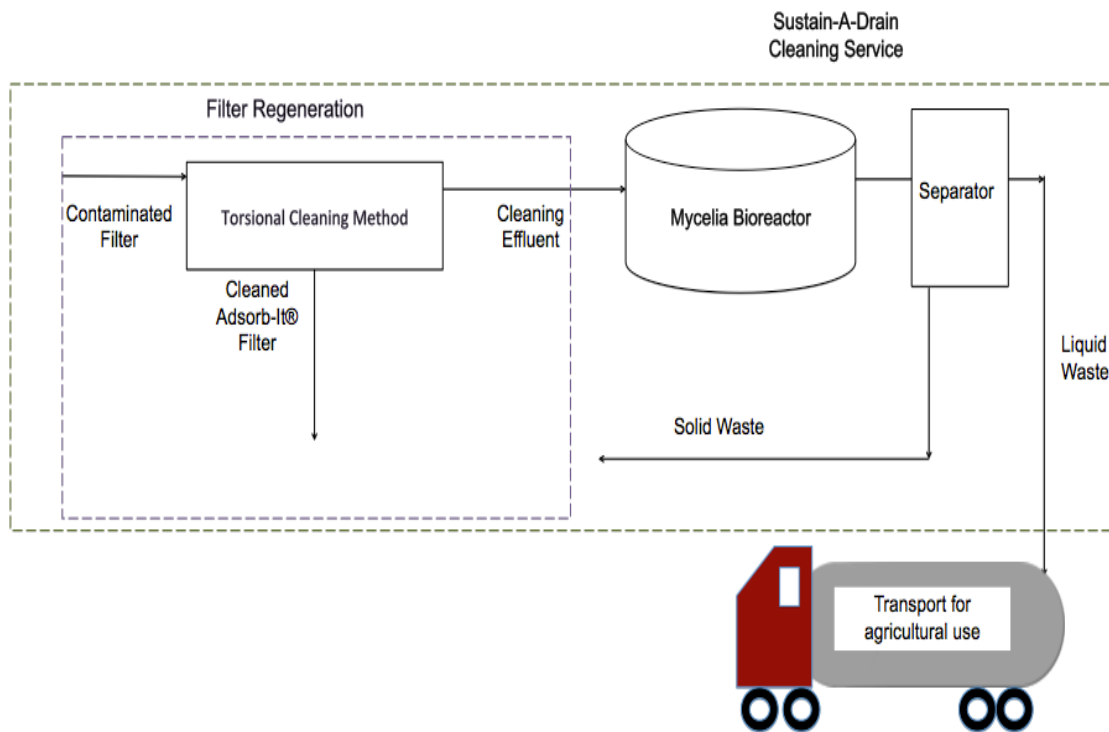 Sustain-A-Drain
Cleaning Service
Filter Regeneration
Contaminated
Filter
Torsional Cleaning Method
Cleaned
Adsorb-It®
Filter
Cleaning
Effluent
Mycelia Bioreactor
Separator
Solid Waste
Liquid
Waste
Transport for
agricultural use